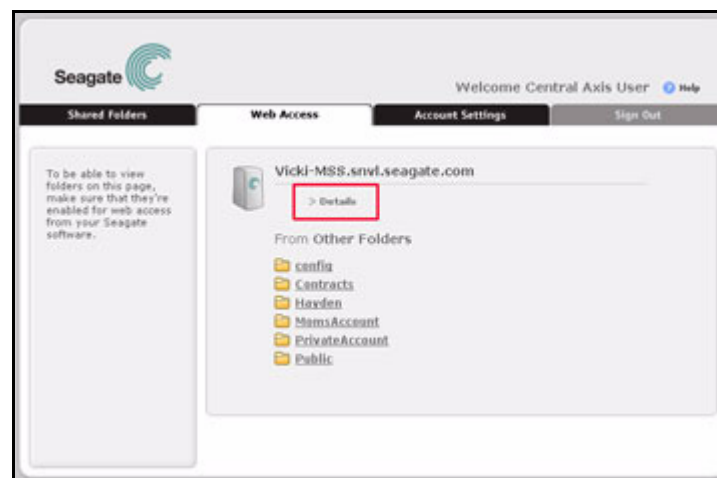 Seagate
Welcome Central Axis User ? Help
Shared Folders Web Access Account Settings Sign Out
To be able to view
folders on this page,
make sure that they're
enabled for web access
from your Seagate
software.
Vicki-MSS.snvl.seagate.com
> Details
From Other Folders
config
Contracts
Hayden
MomsAccount
PrivateAccount
Public